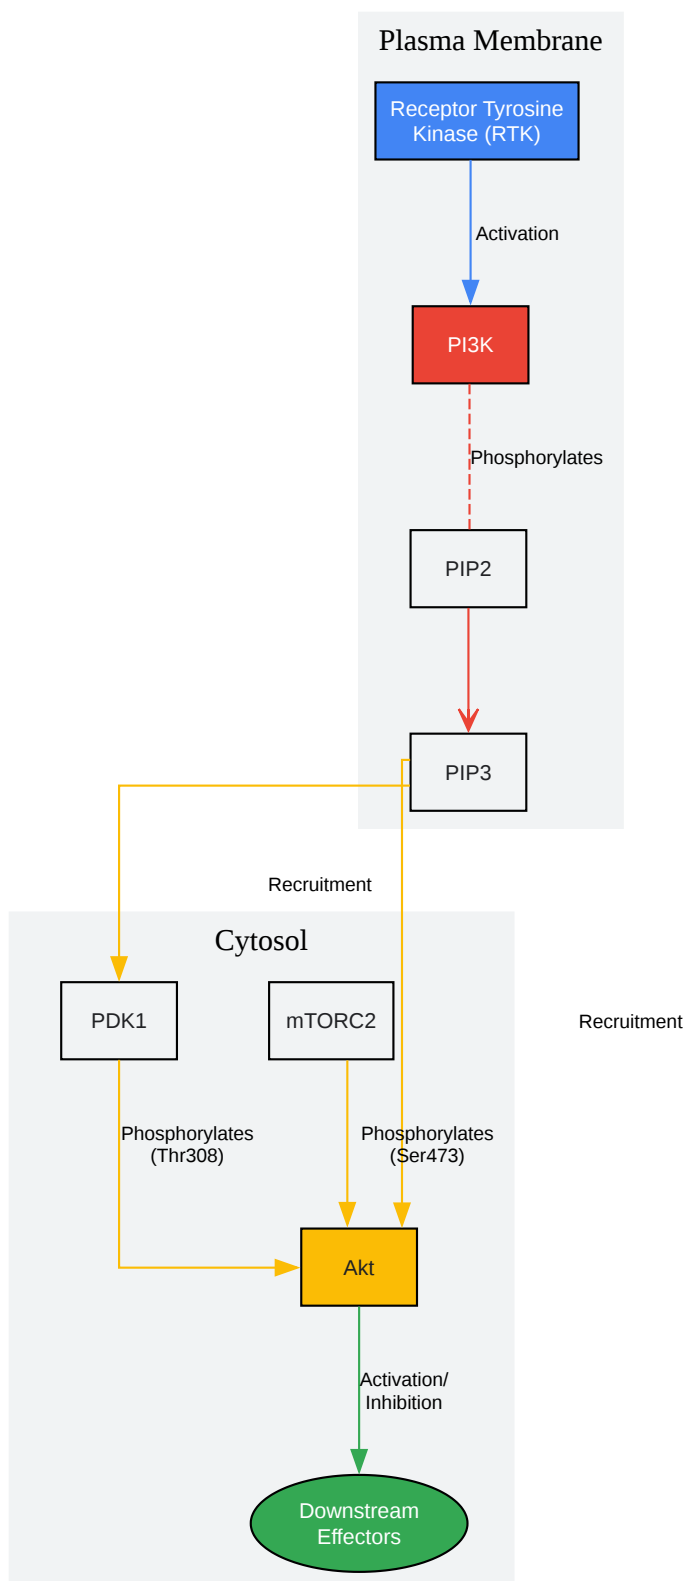 Plasma Membrane
Receptor Tyrosine
Kinase (RTK)
Activation
PI3K
Phosphorylates
PIP2
PIP3
Recruitment
Cytosol
PDK1
mTORC2
Recruitment
Phosphorylates
(Thr308)
Phosphorylates
(Ser473)
Akt
Activation/
Inhibition
Downstream
Effectors